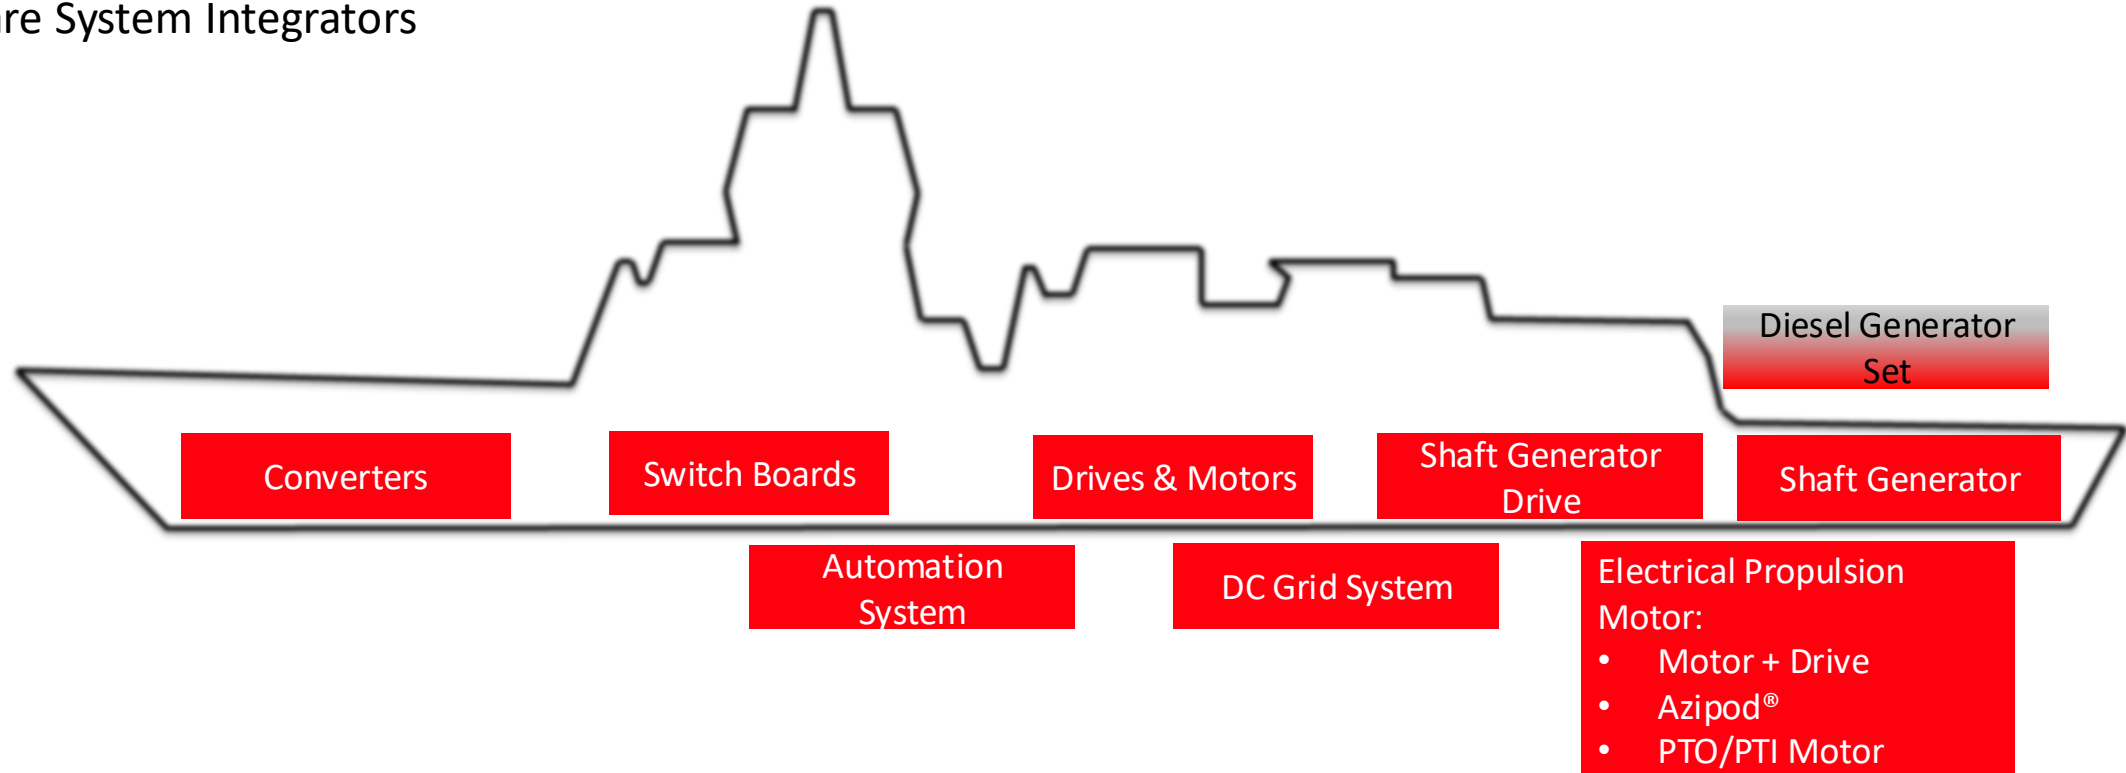 System Integrators
Diesel Generator
Set
Converters
Switch Boards
Drives & Motors
Shaft Generator
Drive
Shaft Generator
Automation
System
DC Grid System
Electrical Propulsion
Motor:
• Motor + Drive
• Azipod®
• PTO/PTI Motor